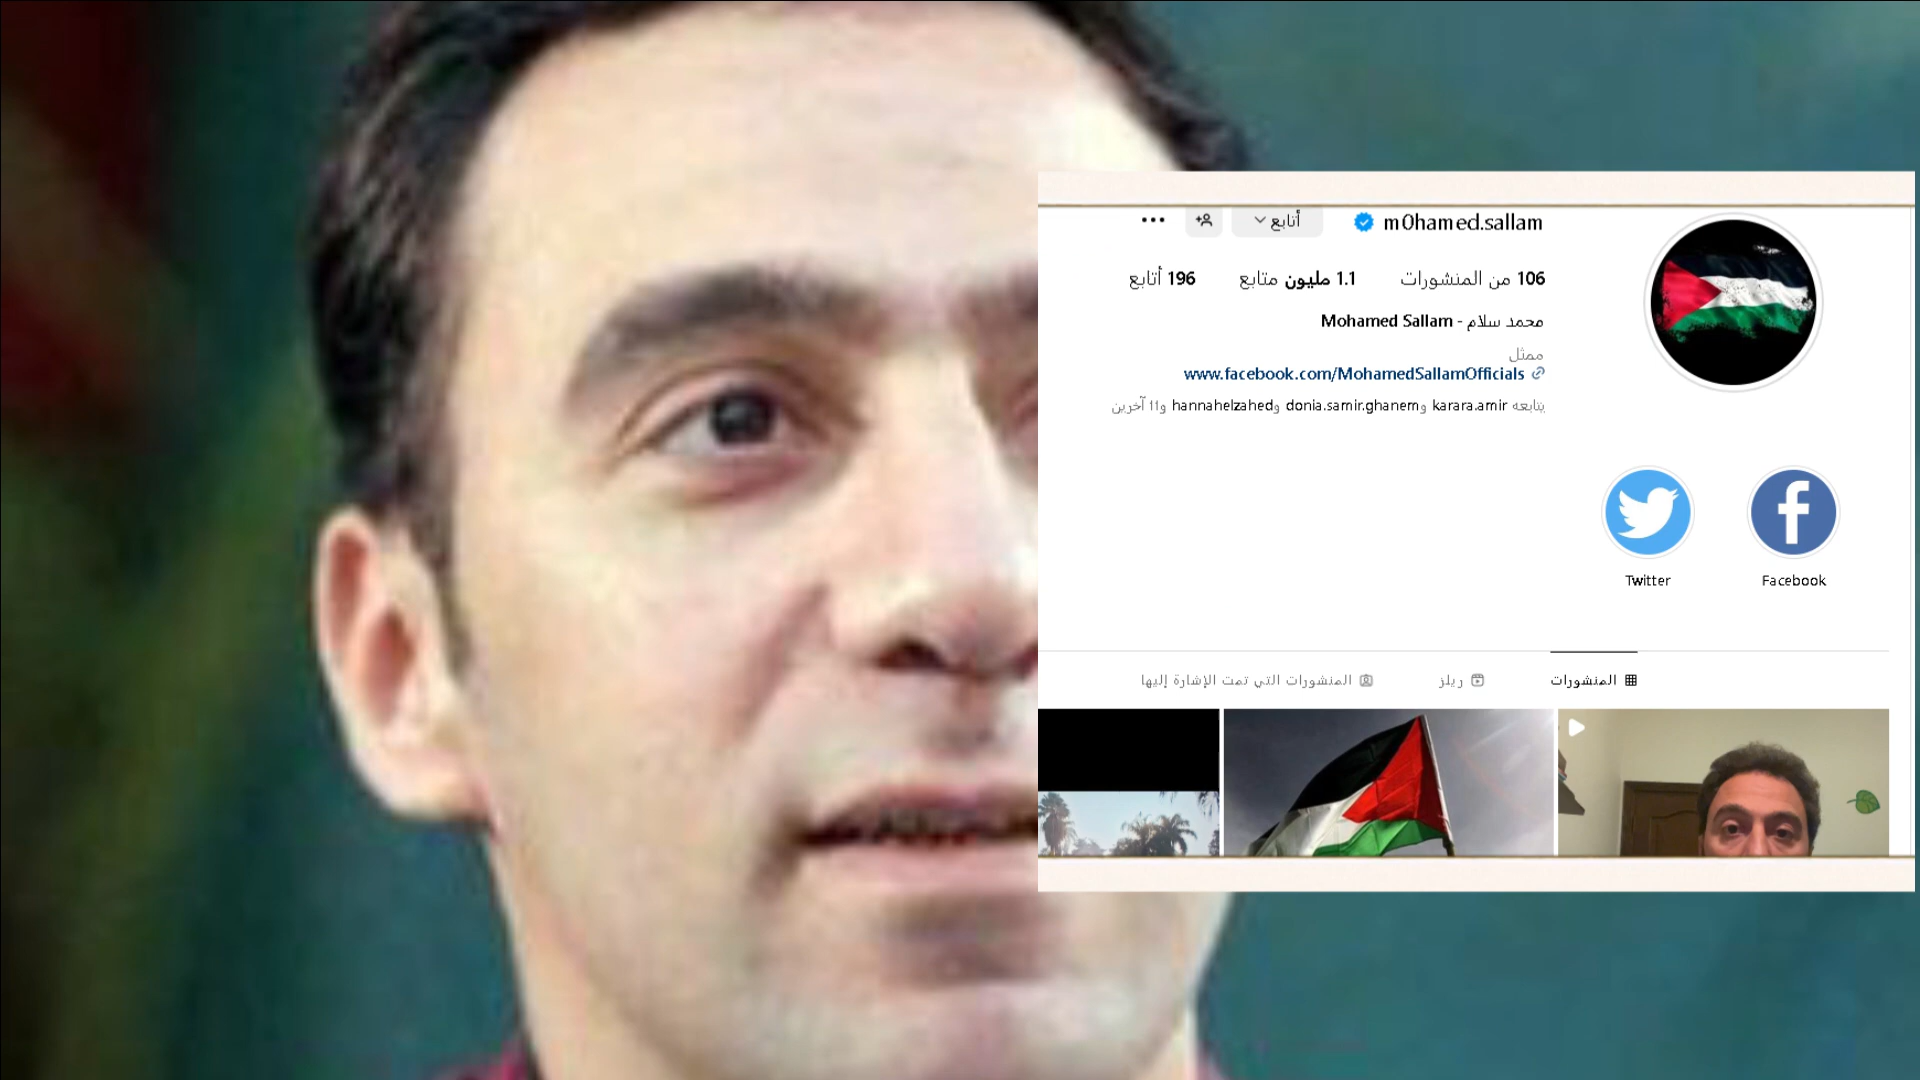 m0hamed.sallam أتابع
106 من المنشورات 1.1 مليون متابع 196 أتابع
محمد سلام - Mohamed Sallam
ممثل
www.facebook.com/MohamedSallamOfficials
يتابعه karara.amir وdonia.samir.ghanem وhannahelzahed و11 آخرين
Facebook Twitter
المنشورات ريلز المنشورات التي تمت الإشارة إليها